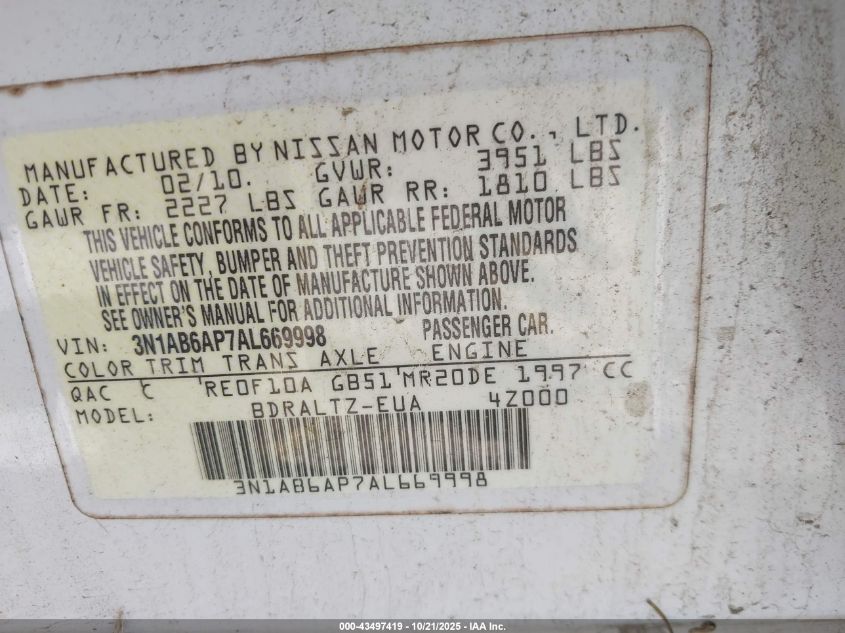 MANUFACTURED BY NISSAN MOTOR CO., LTD.
DATE: 02/10. GVWR: 3951 LBS
GAWR FR: 2227 LBS GAWR RR: 1810 LBS
THIS VEHICLE CONFORMS TO ALL APPLICABLE FEDERAL MOTOR
VEHICLE SAFETY, BUMPER AND THEFT PREVENTION STANDARDS
IN EFFECT ON THE DATE OF MANUFACTURE SHOWN ABOVE.
SEE OWNER'S MANUAL FOR ADDITIONAL INFORMATION.
VIN: 3N1AB6AP7AL669998 PASSENGER CAR.
COLOR TRIM TRANS AXLE ENGINE
QAC C RE0F10A GB51 MR20DE 1997 CC
MODEL: BDRALTZ-EUA 4Z000
3N1AB6AP7AL669998
000-43497419 - 10/21/2025 - IAA Inc.